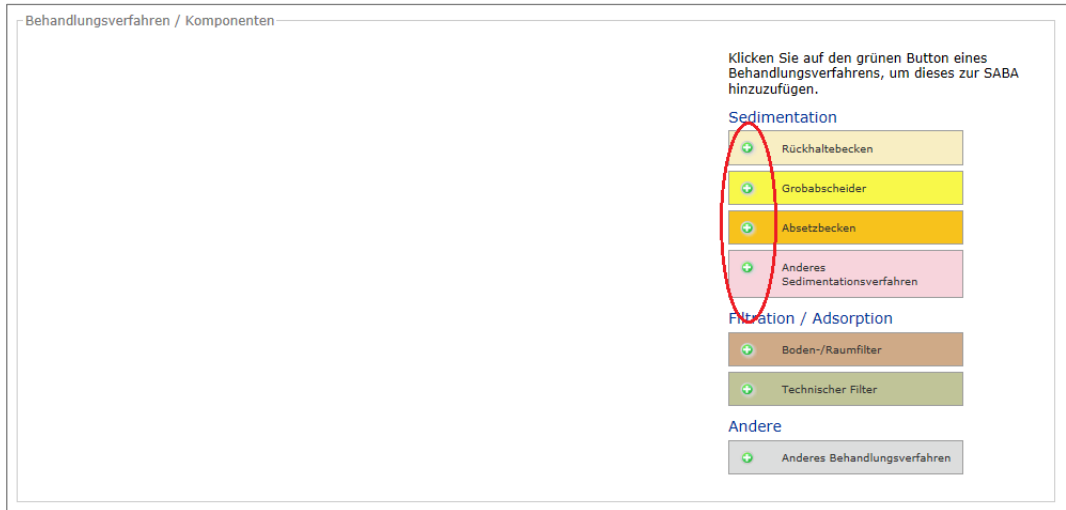 Behandlungsverfahren / Komponenten
Klicken Sie auf den grünen Button eines
Behandlungsverfahrens, um dieses zur SABA
hinzuzufügen.
Sedimentation
Rückhaltebecken
Grobabscheider
Absetzbecken
Anderes
Sedimentationsverfahren
Filtration / Adsorption
Boden-/Raumfilter
Technischer Filter
Andere
Anderes Behandlungsverfahren